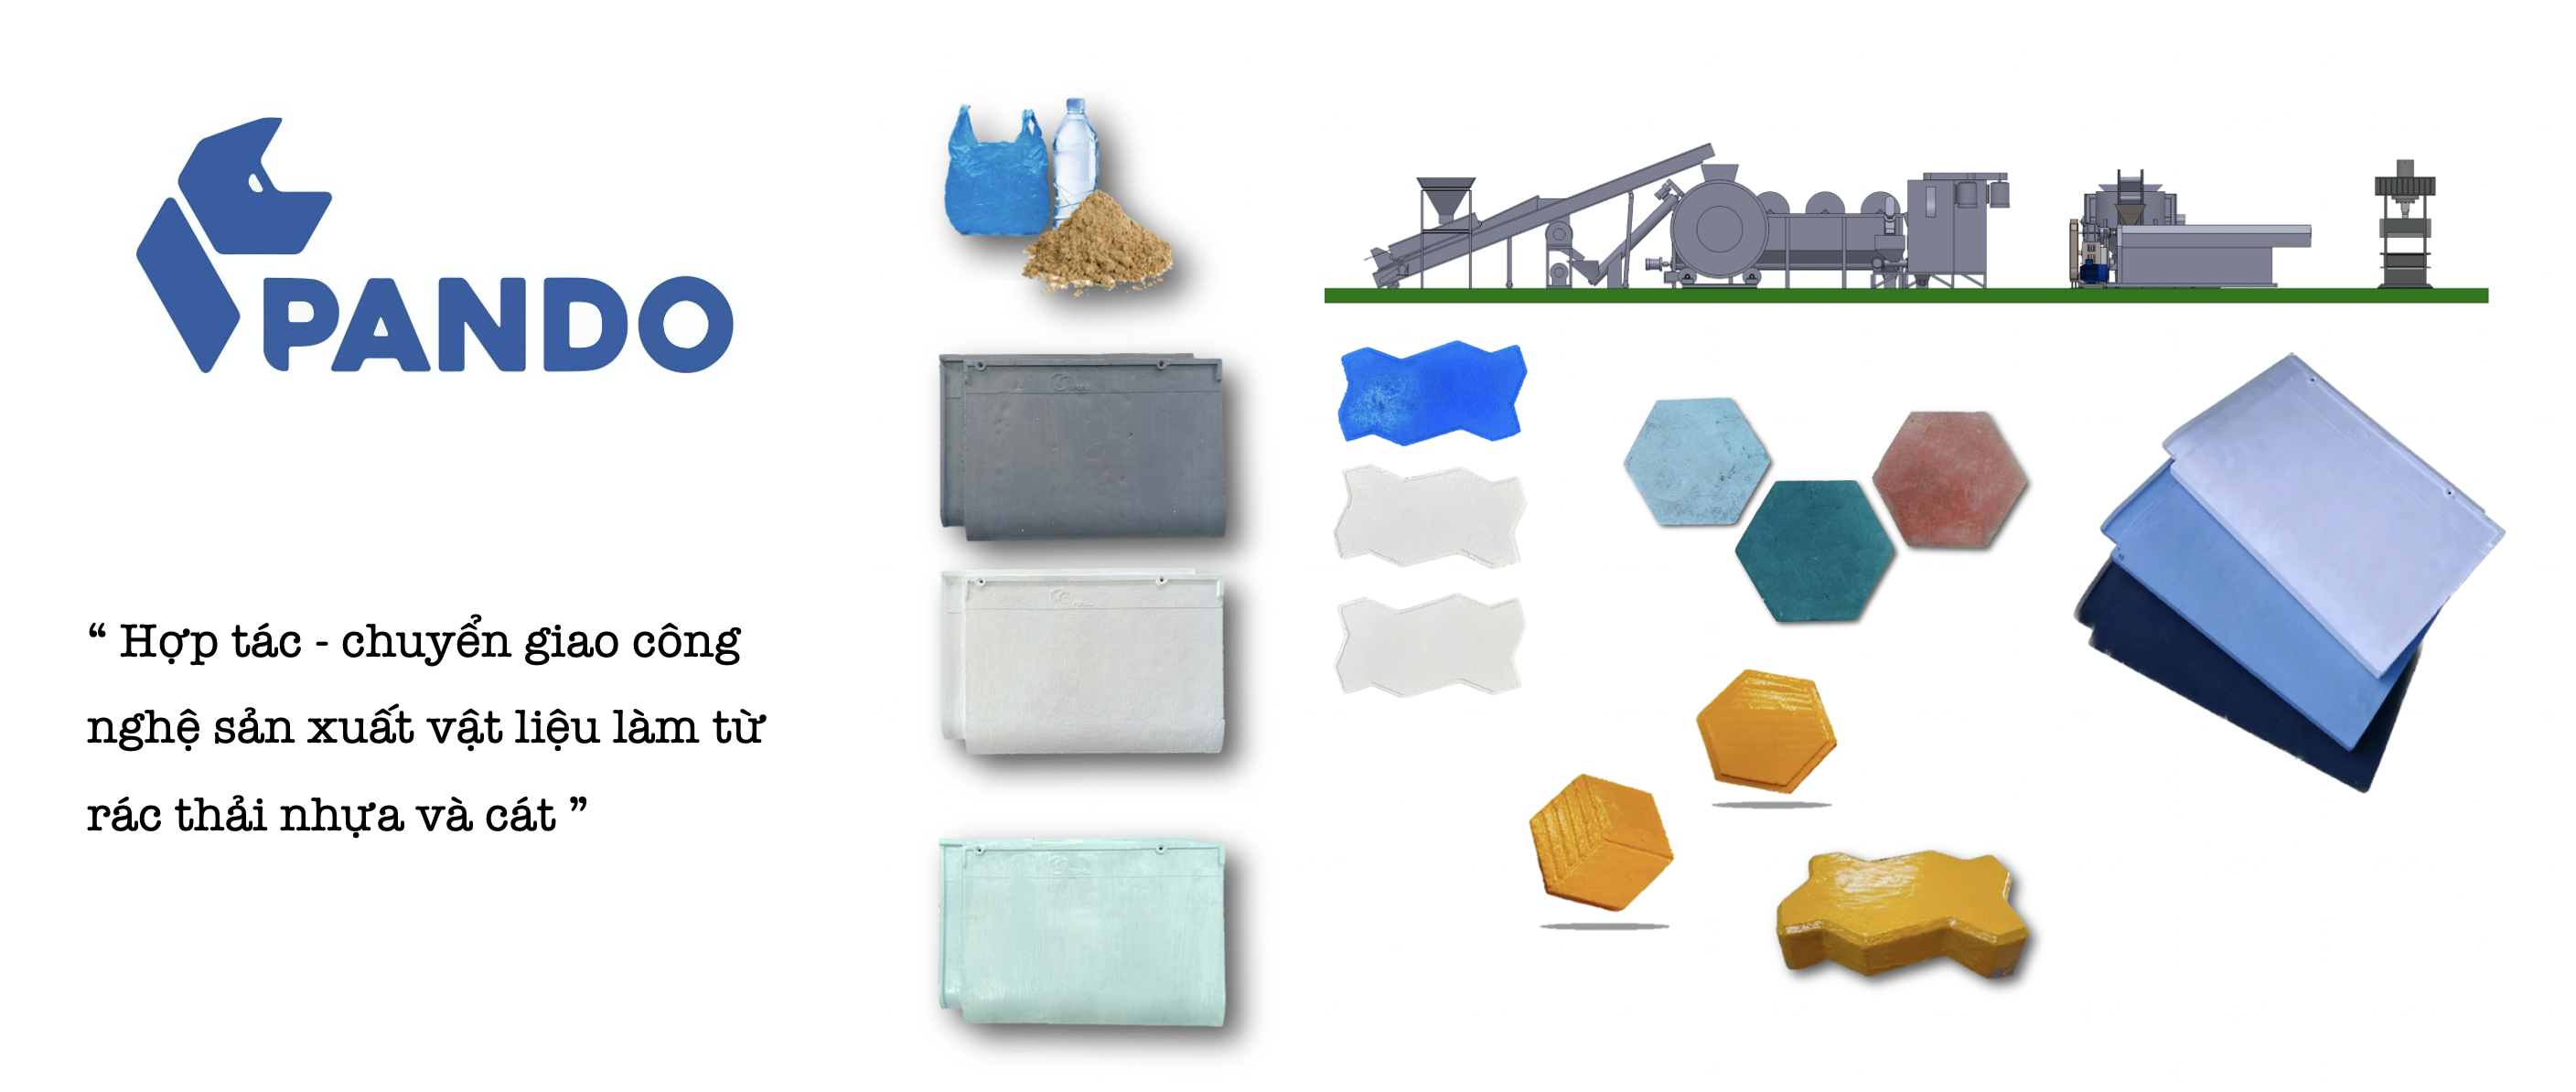 PANDO
“ Hợp tác - chuyển giao công
nghệ sản xuất vật liệu làm từ
rác thải nhựa và cát ”